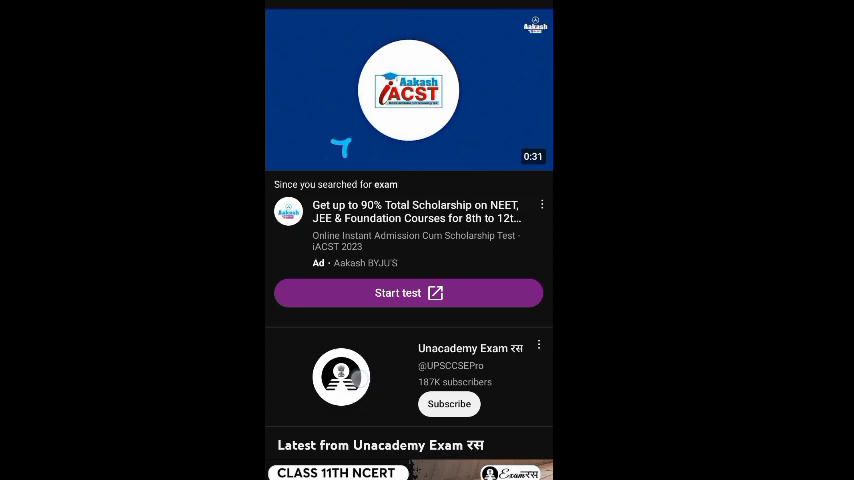 Aakash
Aakash
iACST
0:31
Since you searched for exam
Get up to 90% Total Scholarship on NEET,
JEE & Foundation Courses for 8th to 12t...
Online Instant Admission Cum Scholarship Test -
iACST 2023
Ad · Aakash BYJU'S
Start test
Unacademy Exam रस
@UPSCCSEPro
187K subscribers
Subscribe
Latest from Unacademy Exam रस
CLASS 11TH NCERT
Examरस